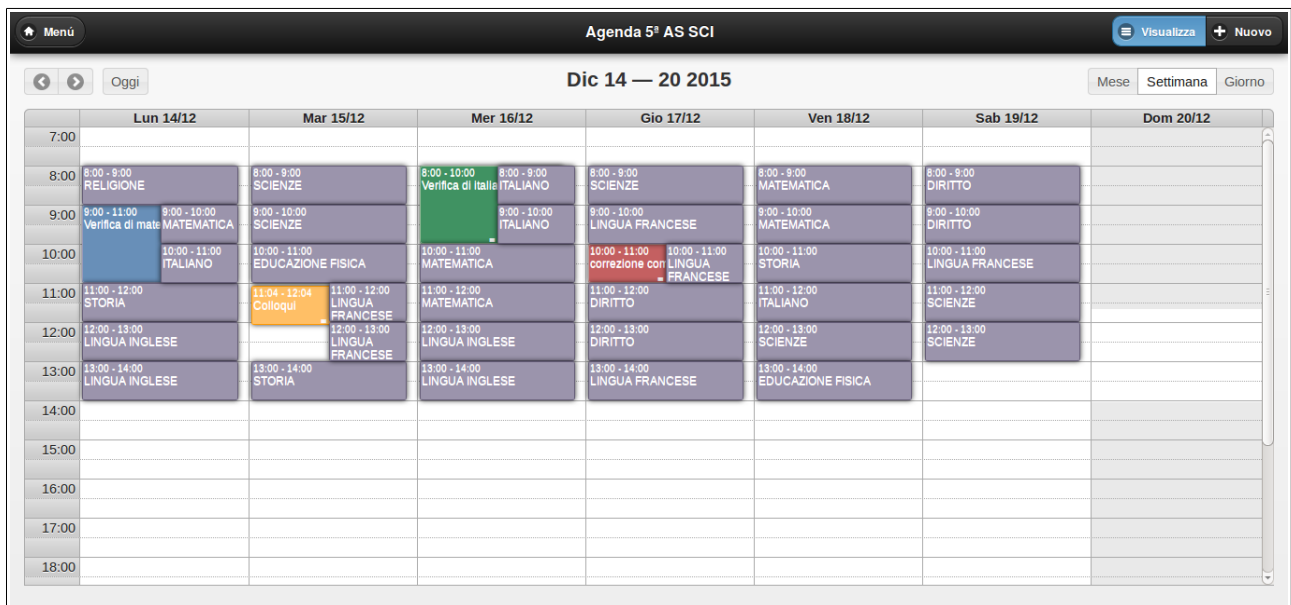 Menú
Agenda 5ª AS SCI
Visualizza
Nuovo
Oggi
Dic 14 — 20 2015
Mese
Settimana
Giorno
Lun 14/12
Mar 15/12
Mer 16/12
Gio 17/12
Ven 18/12
Sab 19/12
Dom 20/12
7:00
8:00
8:00 - 9:00
RELIGIONE
8:00 - 9:00
SCIENZE
8:00 - 10:00
Verifica di italia
8:00 - 9:00
ITALIANO
8:00 - 9:00
SCIENZE
8:00 - 9:00
MATEMATICA
8:00 - 9:00
DIRITTO
9:00
9:00 - 11:00
Verifica di mate
9:00 - 10:00
MATEMATICA
9:00 - 10:00
SCIENZE
9:00 - 10:00
ITALIANO
9:00 - 10:00
LINGUA FRANCESE
9:00 - 10:00
MATEMATICA
9:00 - 10:00
DIRITTO
10:00
10:00 - 11:00
ITALIANO
10:00 - 11:00
EDUCAZIONE FISICA
10:00 - 11:00
MATEMATICA
10:00 - 11:00
correzione con
10:00 - 11:00
LINGUA
FRANCESE
10:00 - 11:00
STORIA
10:00 - 11:00
LINGUA FRANCESE
11:00
11:00 - 12:00
STORIA
11:04 - 12:04
Colloqui
11:00 - 12:00
LINGUA
FRANCESE
11:00 - 12:00
MATEMATICA
11:00 - 12:00
DIRITTO
11:00 - 12:00
ITALIANO
11:00 - 12:00
SCIENZE
12:00
12:00 - 13:00
LINGUA INGLESE
12:00 - 13:00
LINGUA
FRANCESE
12:00 - 13:00
LINGUA INGLESE
12:00 - 13:00
DIRITTO
12:00 - 13:00
SCIENZE
12:00 - 13:00
SCIENZE
13:00
13:00 - 14:00
LINGUA INGLESE
13:00 - 14:00
STORIA
13:00 - 14:00
LINGUA INGLESE
13:00 - 14:00
LINGUA FRANCESE
13:00 - 14:00
EDUCAZIONE FISICA
14:00
15:00
16:00
17:00
18:00